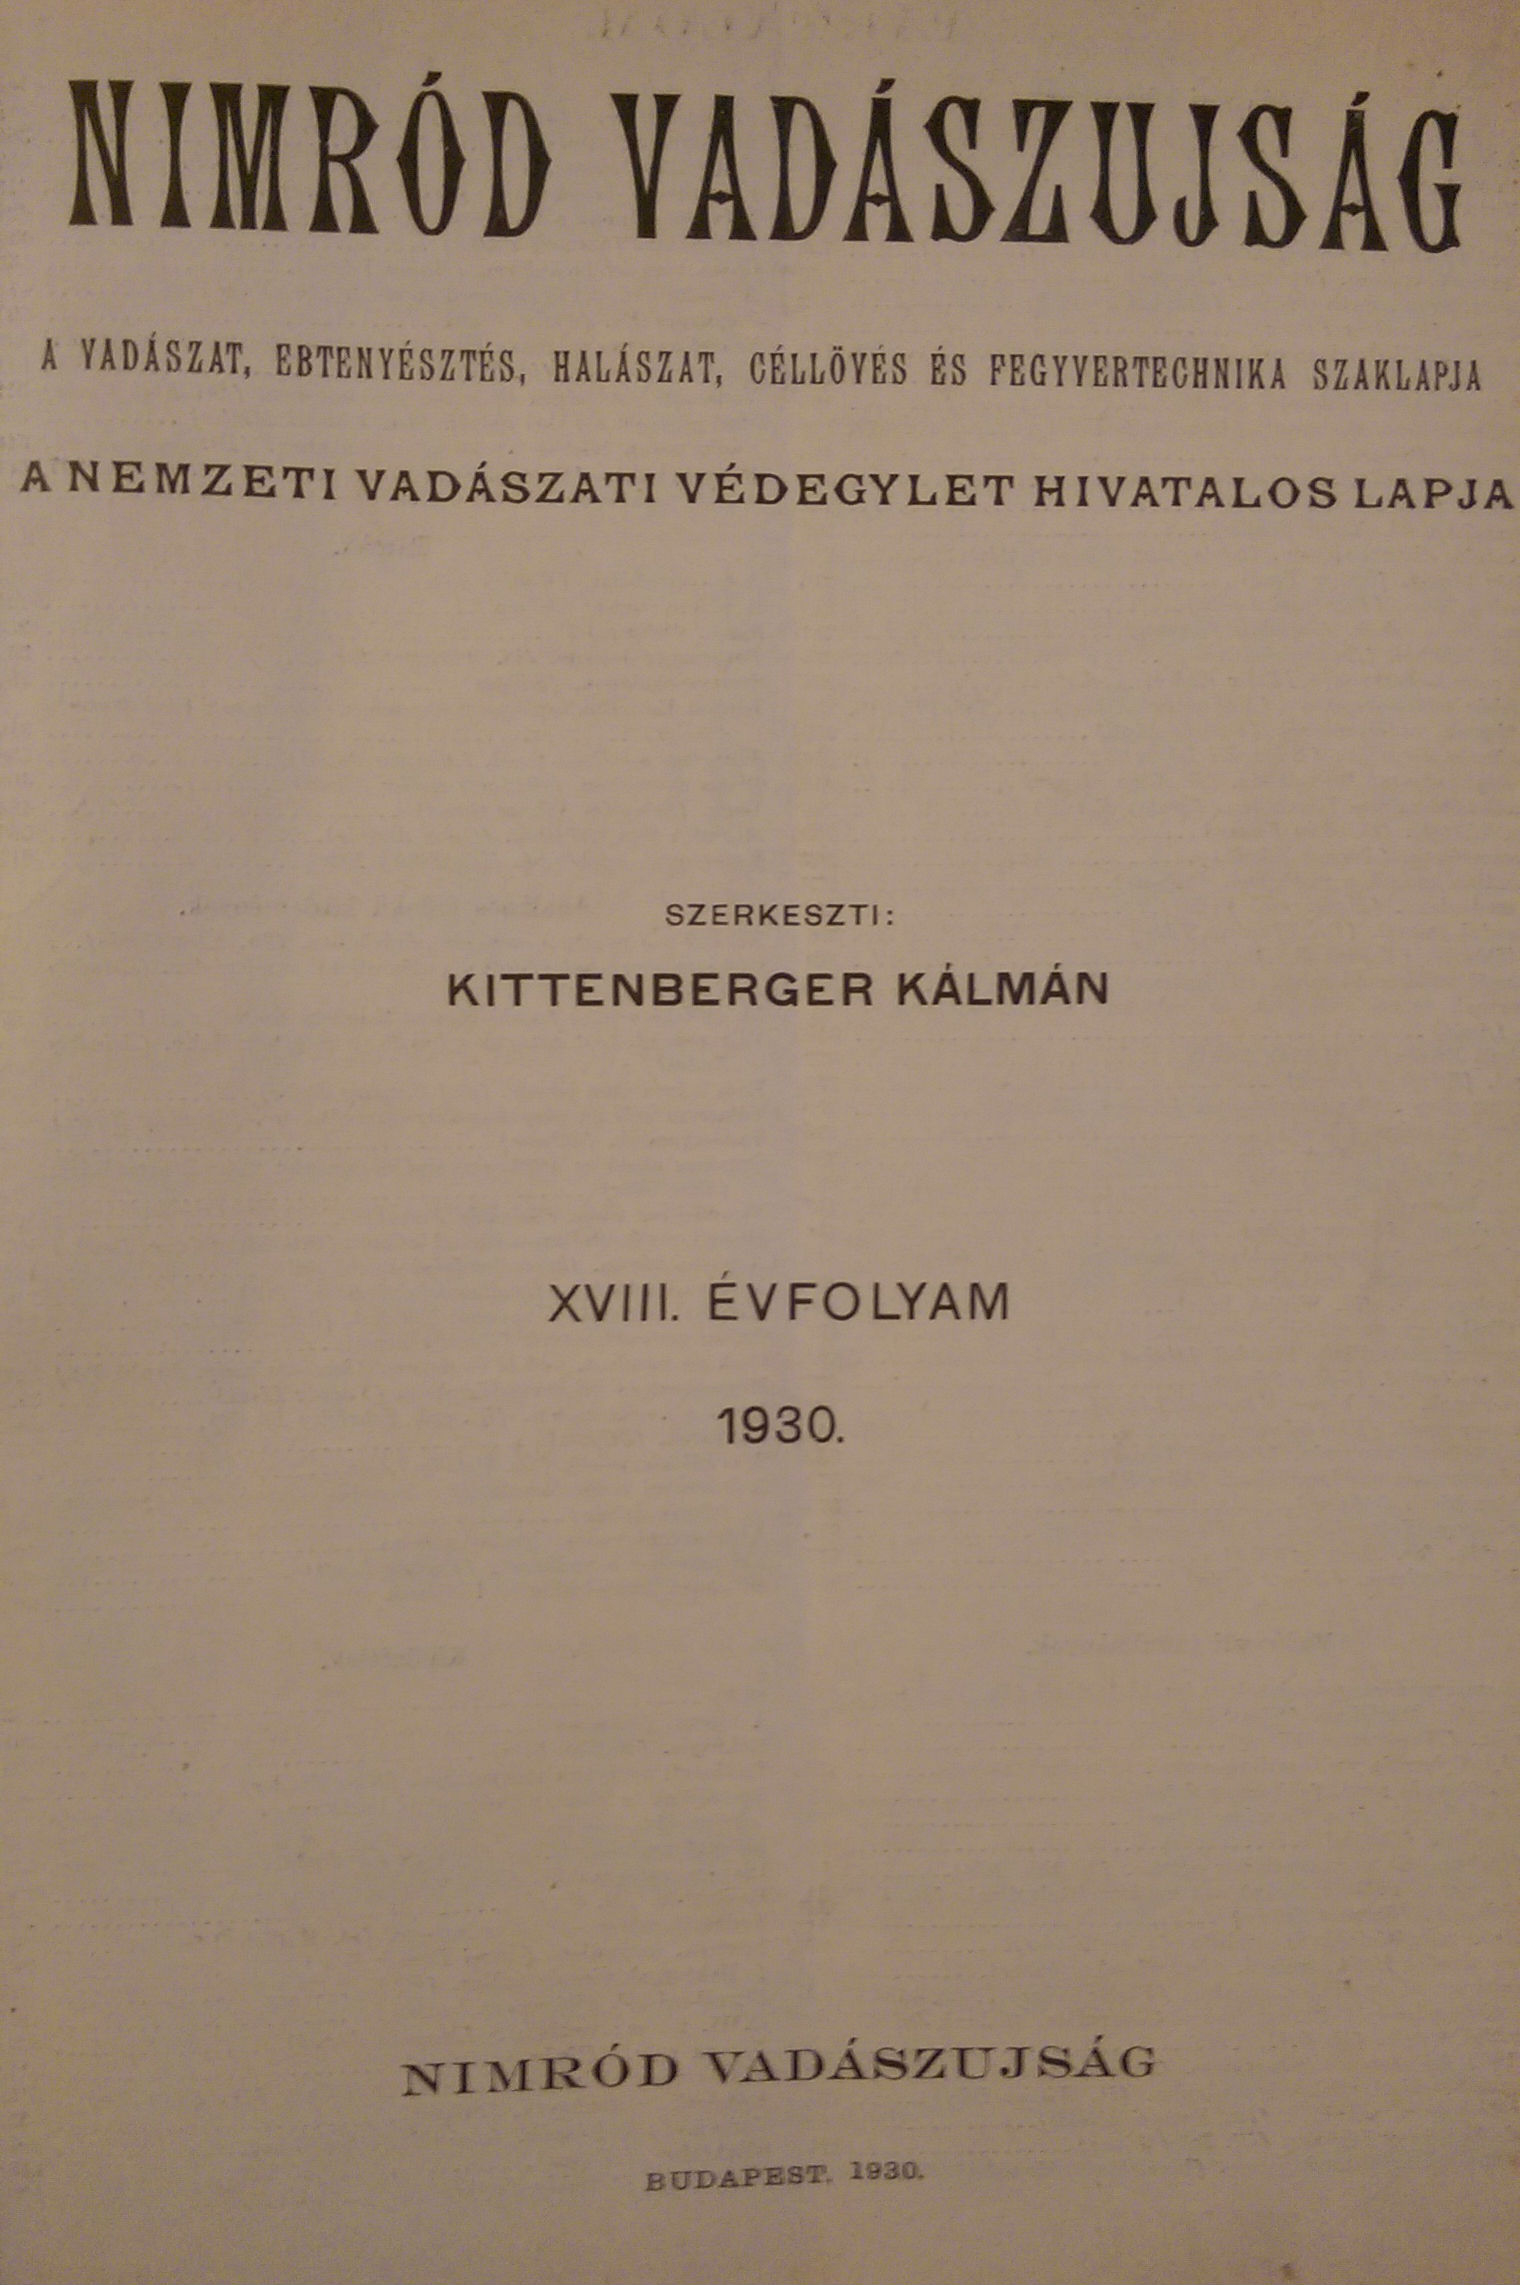 NIMRÓD VADÁSZUJSÁG
A VADÁSZAT, EBTENYÉSZTÉS, HALÁSZAT, CÉLLÖVÉS ÉS FEGYVERTECHNIKA SZAKLAPJA
A NEMZETI VADÁSZATI VÉDEGYLET HIVATALOS LAPJA
SZERKESZTI:
KITTENBERGER KÁLMÁN
XVIII. ÉVFOLYAM
1930.
NIMRÓD VADÁSZUJSÁG
BUDAPEST, 1930.